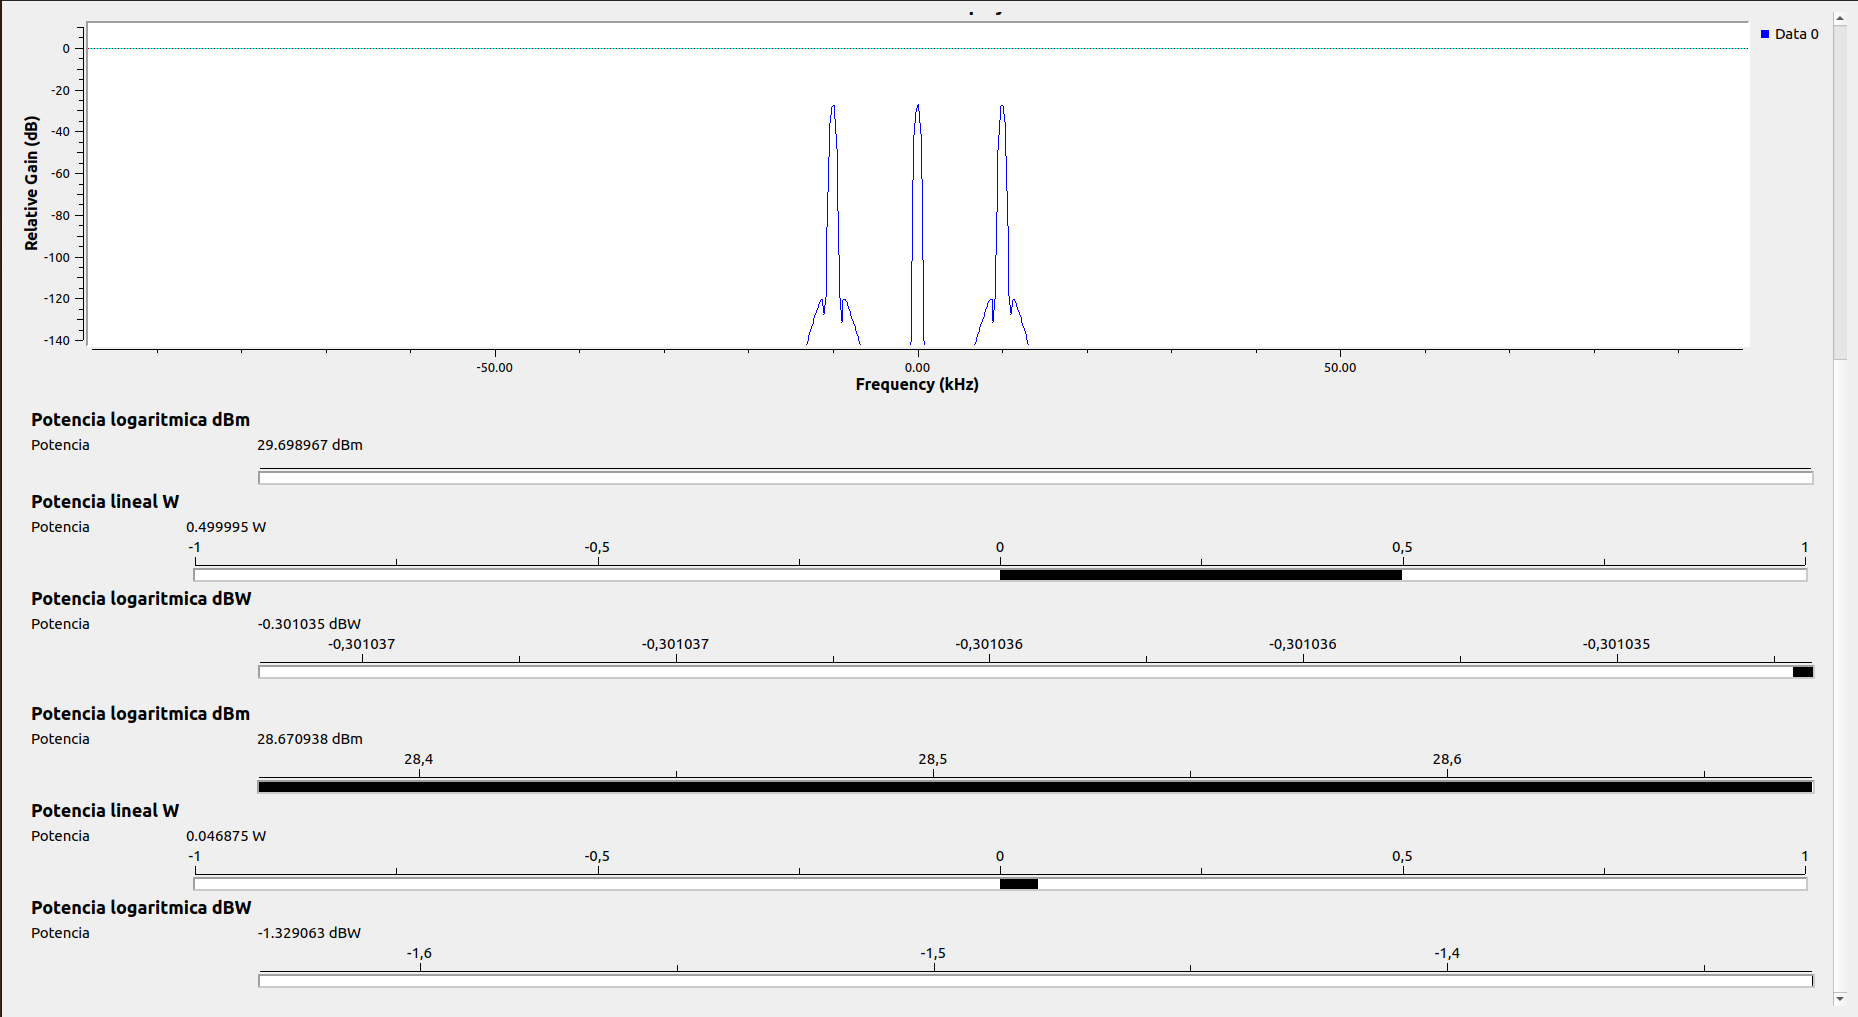 Data 0
0
-20
-40
-60
-80
-100
-120
-140
Relative Gain (dB)
-50.00 0.00 50.00
Frequency (kHz)
Potencia logaritmica dBm
Potencia 29.698967 dBm
Potencia lineal W
Potencia 0.499995 W
-1 -0,5 0 0,5 1
Potencia logaritmica dBW
Potencia -0.301035 dBW
-0,301037 -0,301037 -0,301036 -0,301036 -0,301035
Potencia logaritmica dBm
Potencia 28.670938 dBm
28,4 28,5 28,6
Potencia lineal W
Potencia 0.046875 W
-1 -0,5 0 0,5 1
Potencia logaritmica dBW
Potencia -1.329063 dBW
-1,6 -1,5 -1,4